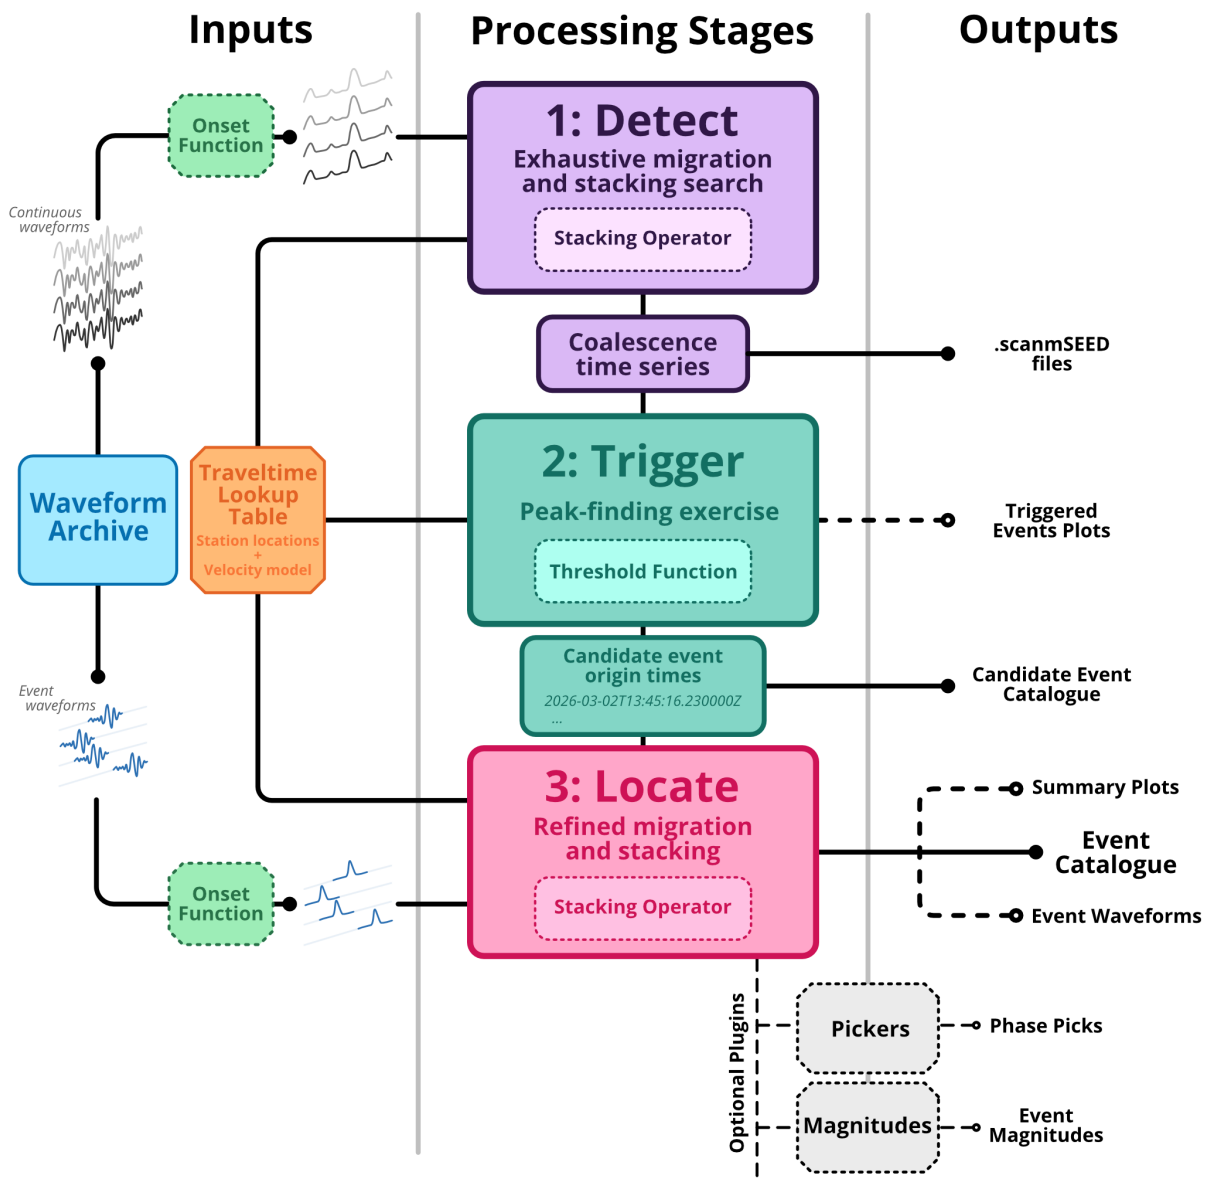 Inputs
Processing Stages
Outputs
Onset
Function
1: Detect
Exhaustive migration
and stacking search
Stacking Operator
Continuous
waveforms
Coalescence
time series
.scanmSEED
files
Waveform
Archive
Traveltime
Lookup
Table
Station locations
+
Velocity model
2: Trigger
Peak-finding exercise
Threshold Function
Triggered
Events Plots
Candidate event
origin times
2026-03-02T13:45:16.230000Z
...
Candidate Event
Catalogue
Event
waveforms
3: Locate
Refined migration
and stacking
Stacking Operator
Summary Plots
Event
Catalogue
Event Waveforms
Onset
Function
Optional Plugins
Pickers
Phase Picks
Magnitudes
Event
Magnitudes